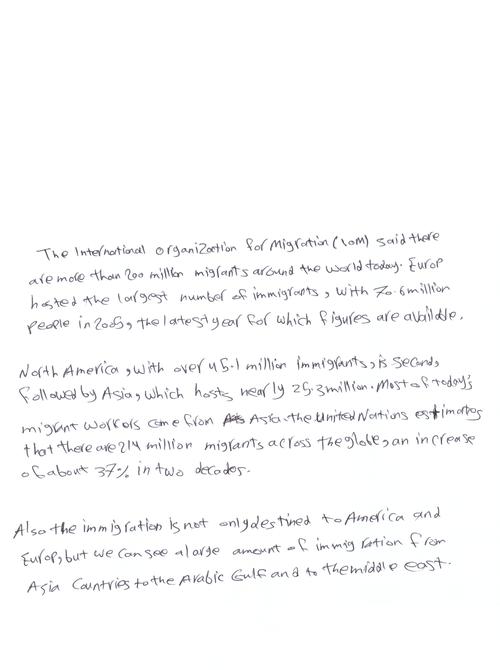 The International organization for Migration (IOM) said there
are more than 200 million migrants around the world today. Europ
hosted the largest number of immigrants, with 70.6 million
people in 2005, the latest year for which figures are available.
North America, with over 45.1 million immigrants, is second,
followed by Asia, which hosts nearly 25.3 million. Most of today's
migrant workers come from Asia. the United Nations estimates
that there are 214 million migrants across the globe, an increase
of about 37% in two decades.
Also the immigration is not only destined to America and
Europ, but we can see a large amount of immigration from
Asia Countries to the Arabic Gulf and to the middle east.